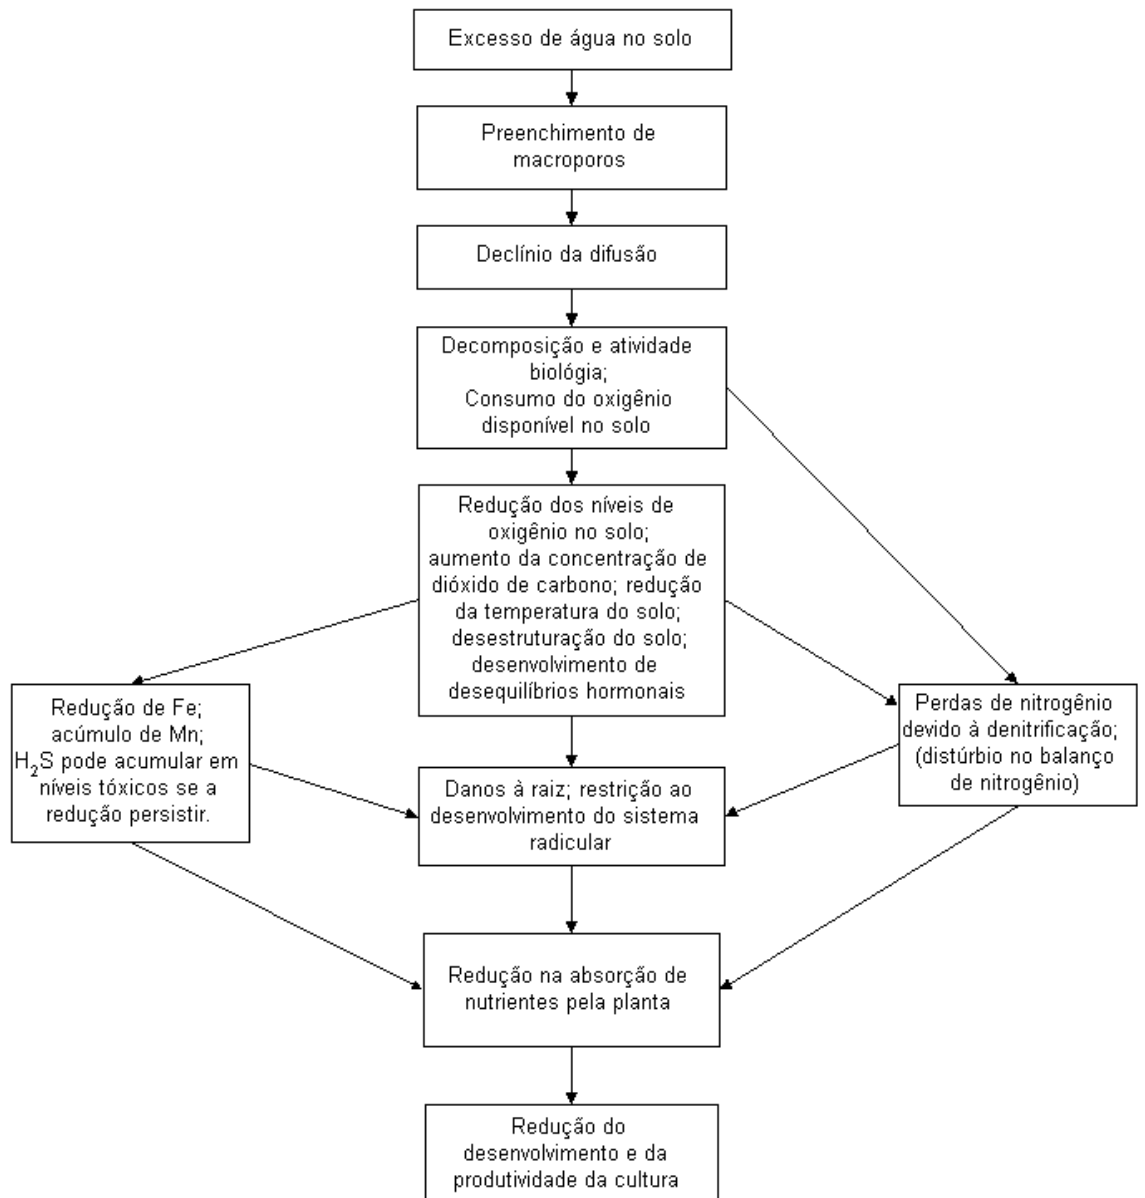 Excesso de água no solo
Preenchimento de
macroporos
Declínio da difusão
Decomposição e atividade
biológia;
Consumo do oxigênio
disponível no solo
Redução dos níveis de
oxigênio no solo;
aumento da concentração de
dióxido de carbono; redução
da temperatura do solo;
desestruturação do solo;
desenvolvimento de
desequilíbrios hormonais
Redução de Fe;
acúmulo de Mn;
H₂S pode acumular em
níveis tóxicos se a
redução persistir.
Danos à raiz; restrição ao
desenvolvimento do sistema
radicular
Perdas de nitrogênio
devido à denitrificação;
(distúrbio no balanço
de nitrogênio)
Redução na absorção de
nutrientes pela planta
Redução do
desenvolvimento e da
produtividade da cultura